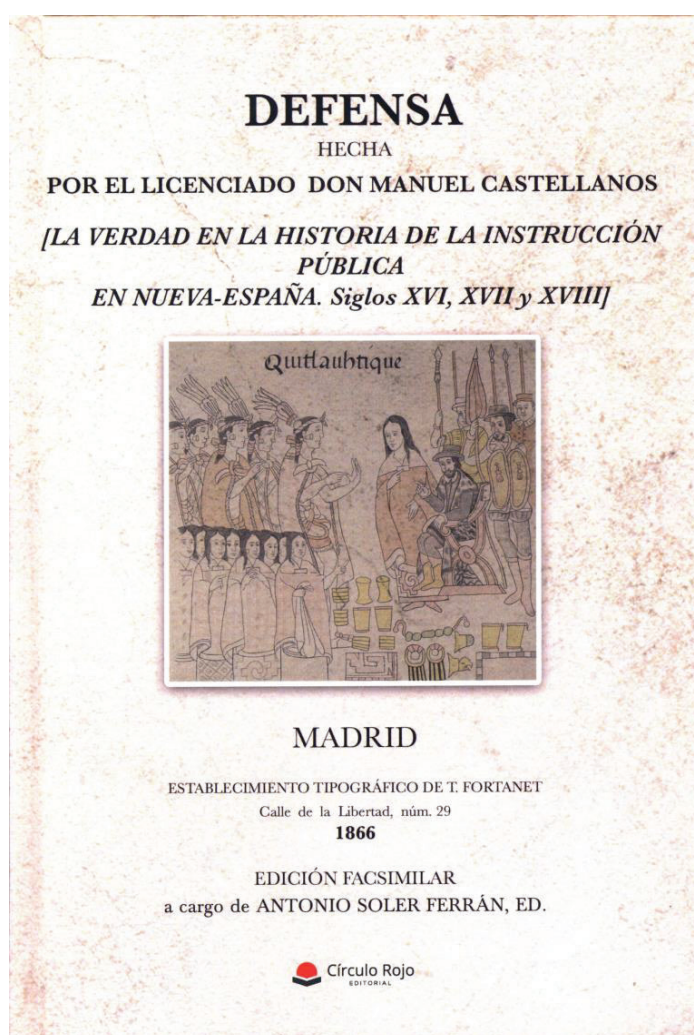 DEFENSA
HECHA
POR EL LICENCIADO DON MANUEL CASTELLANOS
[LA VERDAD EN LA HISTORIA DE LA INSTRUCCIÓN
PÚBLICA
EN NUEVA-ESPAÑA. Siglos XVI, XVII y XVIII]
Quitlauhtique
MADRID
ESTABLECIMIENTO TIPOGRÁFICO DE T. FORTANET
Calle de la Libertad, núm. 29
1866
EDICIÓN FACSIMILAR
a cargo de ANTONIO SOLER FERRÁN, ED.
Círculo Rojo
EDITORIAL